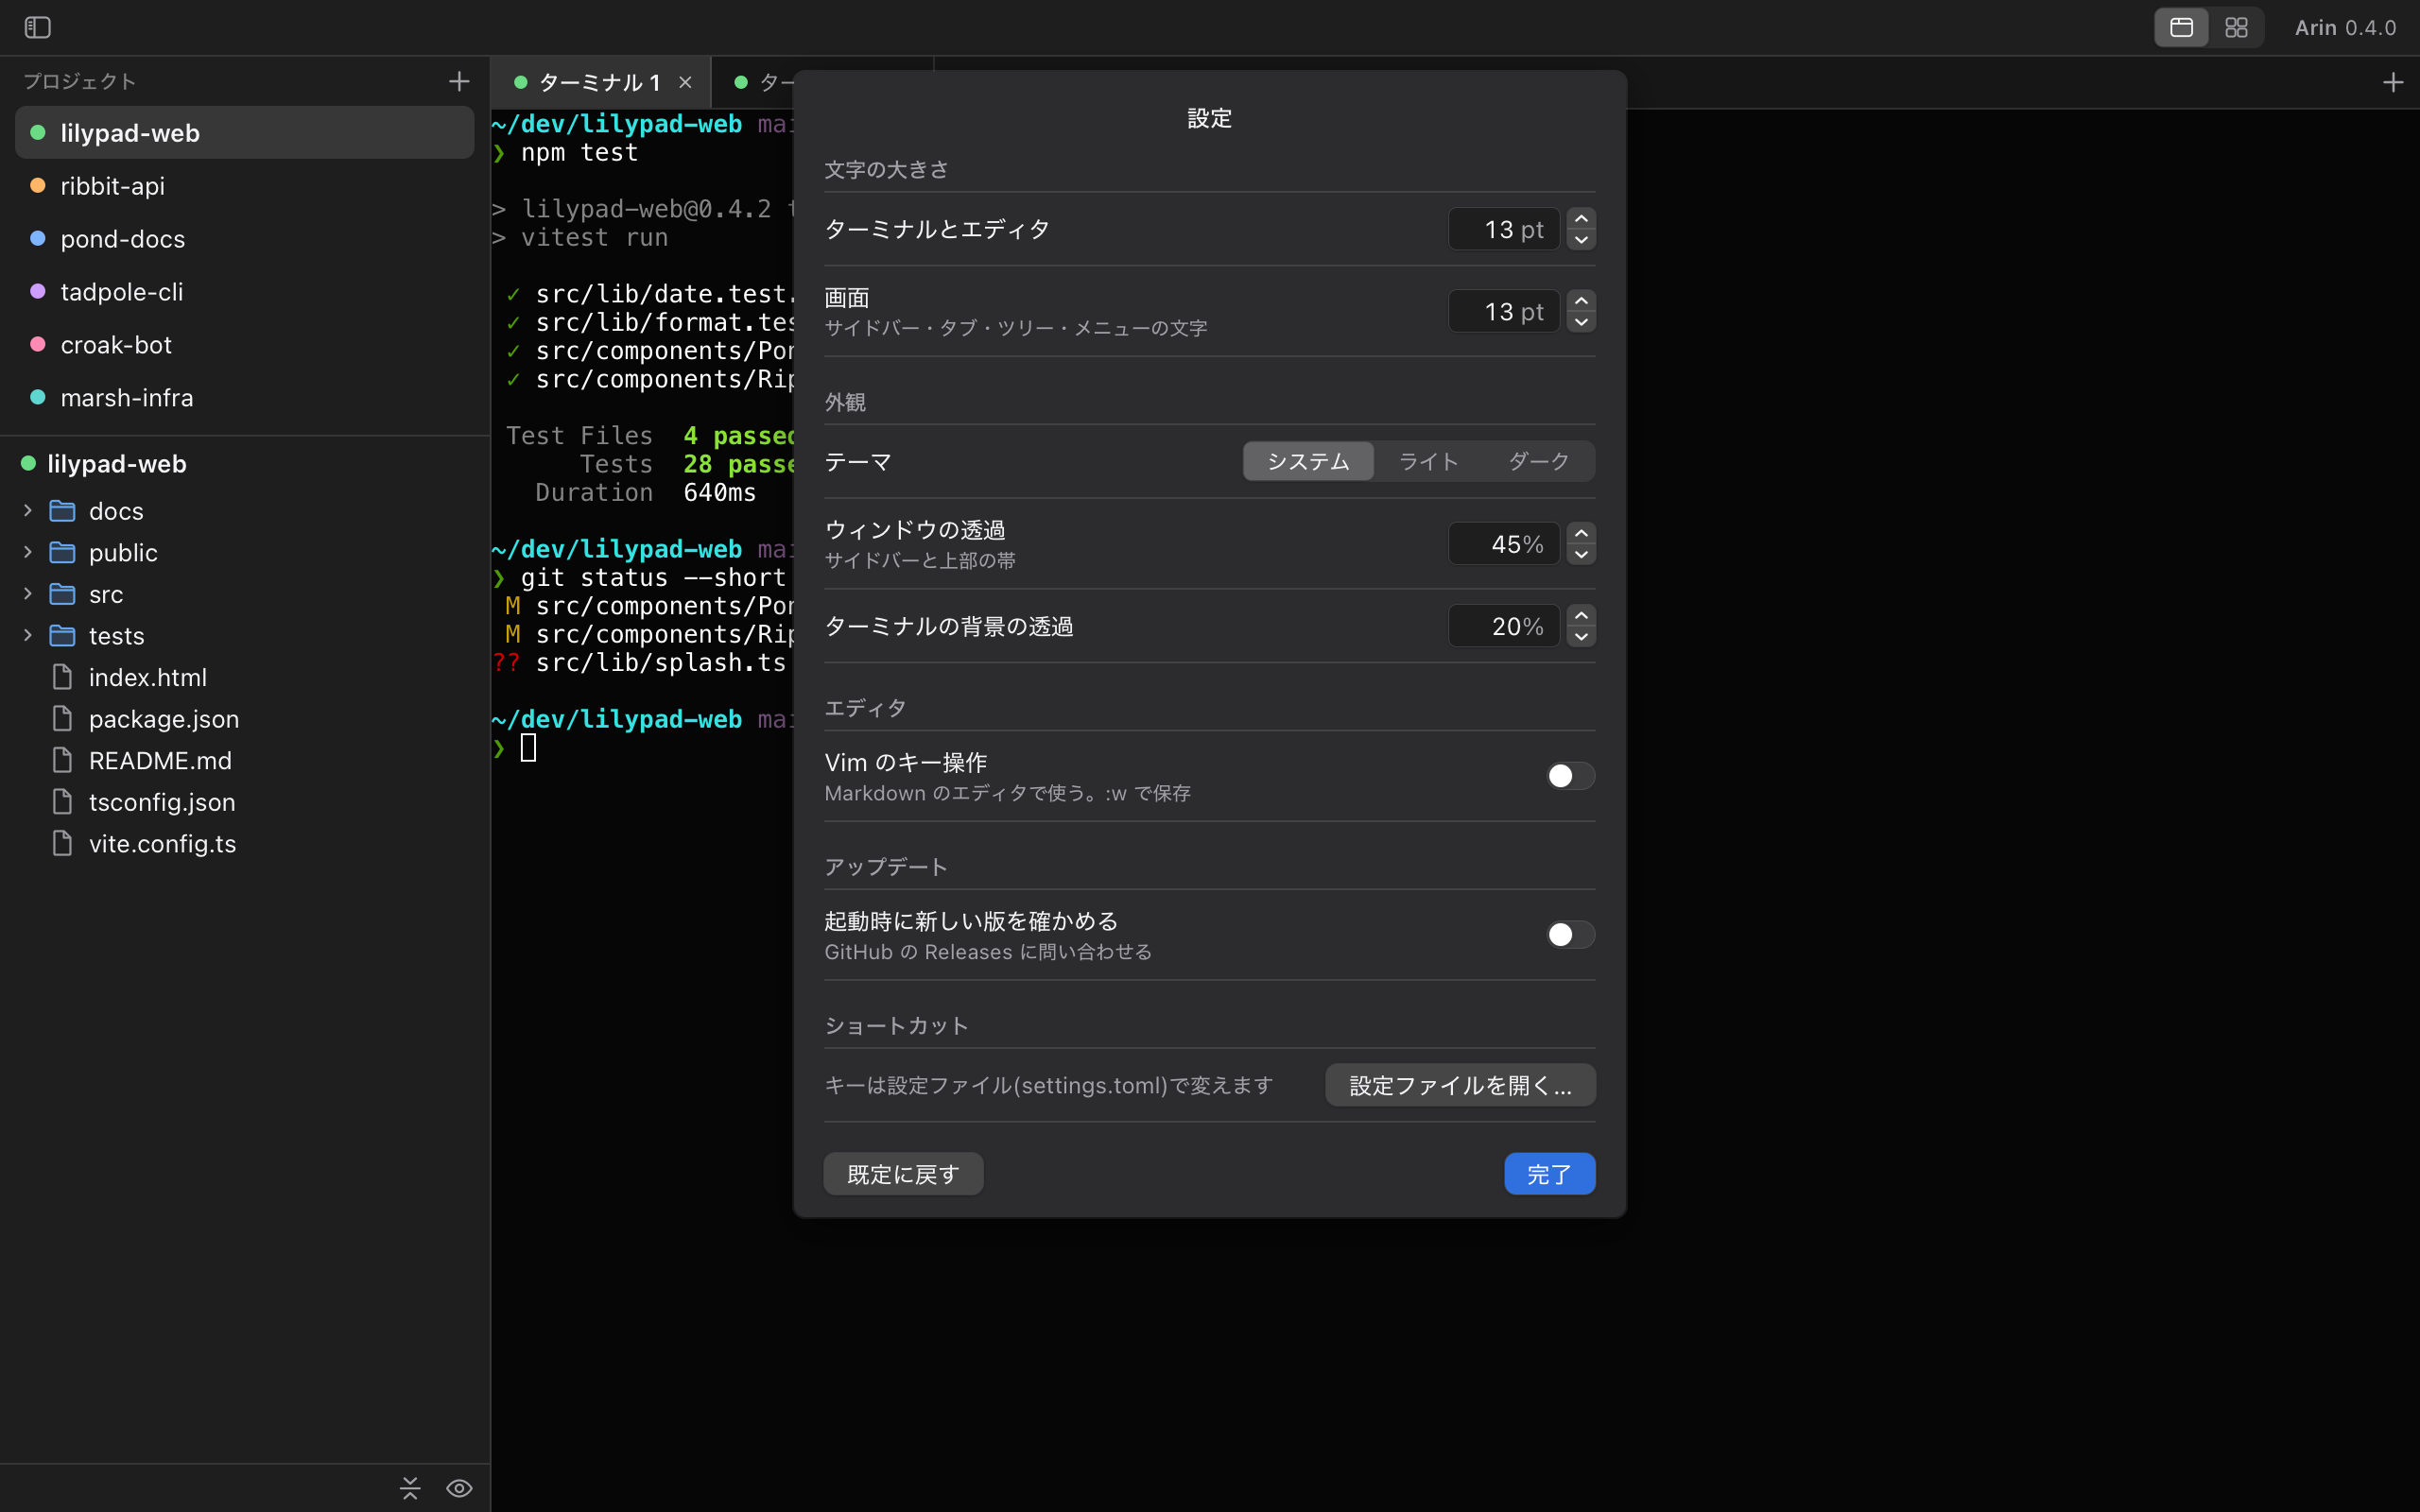 Arin 0.4.0
プロジェクト
lilypad-web
ribbit-api
pond-docs
tadpole-cli
croak-bot
marsh-infra
lilypad-web
docs
public
src
tests
index.html
package.json
README.md
tsconfig.json
vite.config.ts
ターミナル 1
ター
~/dev/lilypad-web mai
❯ npm test
> lilypad-web@0.4.2 t
> vitest run
✓ src/lib/date.test.
✓ src/lib/format.tes
✓ src/components/Pon
✓ src/components/Rip
Test Files 4 passed
Tests 28 passe
Duration 640ms
~/dev/lilypad-web mai
❯ git status --short
M src/components/Pon
M src/components/Rip
?? src/lib/splash.ts
~/dev/lilypad-web mai
❯
設定
文字の大きさ
ターミナルとエディタ
13 pt
画面
サイドバー・タブ・ツリー・メニューの文字
13 pt
外観
テーマ
システム ライト ダーク
ウィンドウの透過
サイドバーと上部の帯
45%
ターミナルの背景の透過
20%
エディタ
Vim のキー操作
Markdown のエディタで使う。:w で保存
アップデート
起動時に新しい版を確かめる
GitHub の Releases に問い合わせる
ショートカット
キーは設定ファイル(settings.toml)で変えます
設定ファイルを開く...
既定に戻す
完了